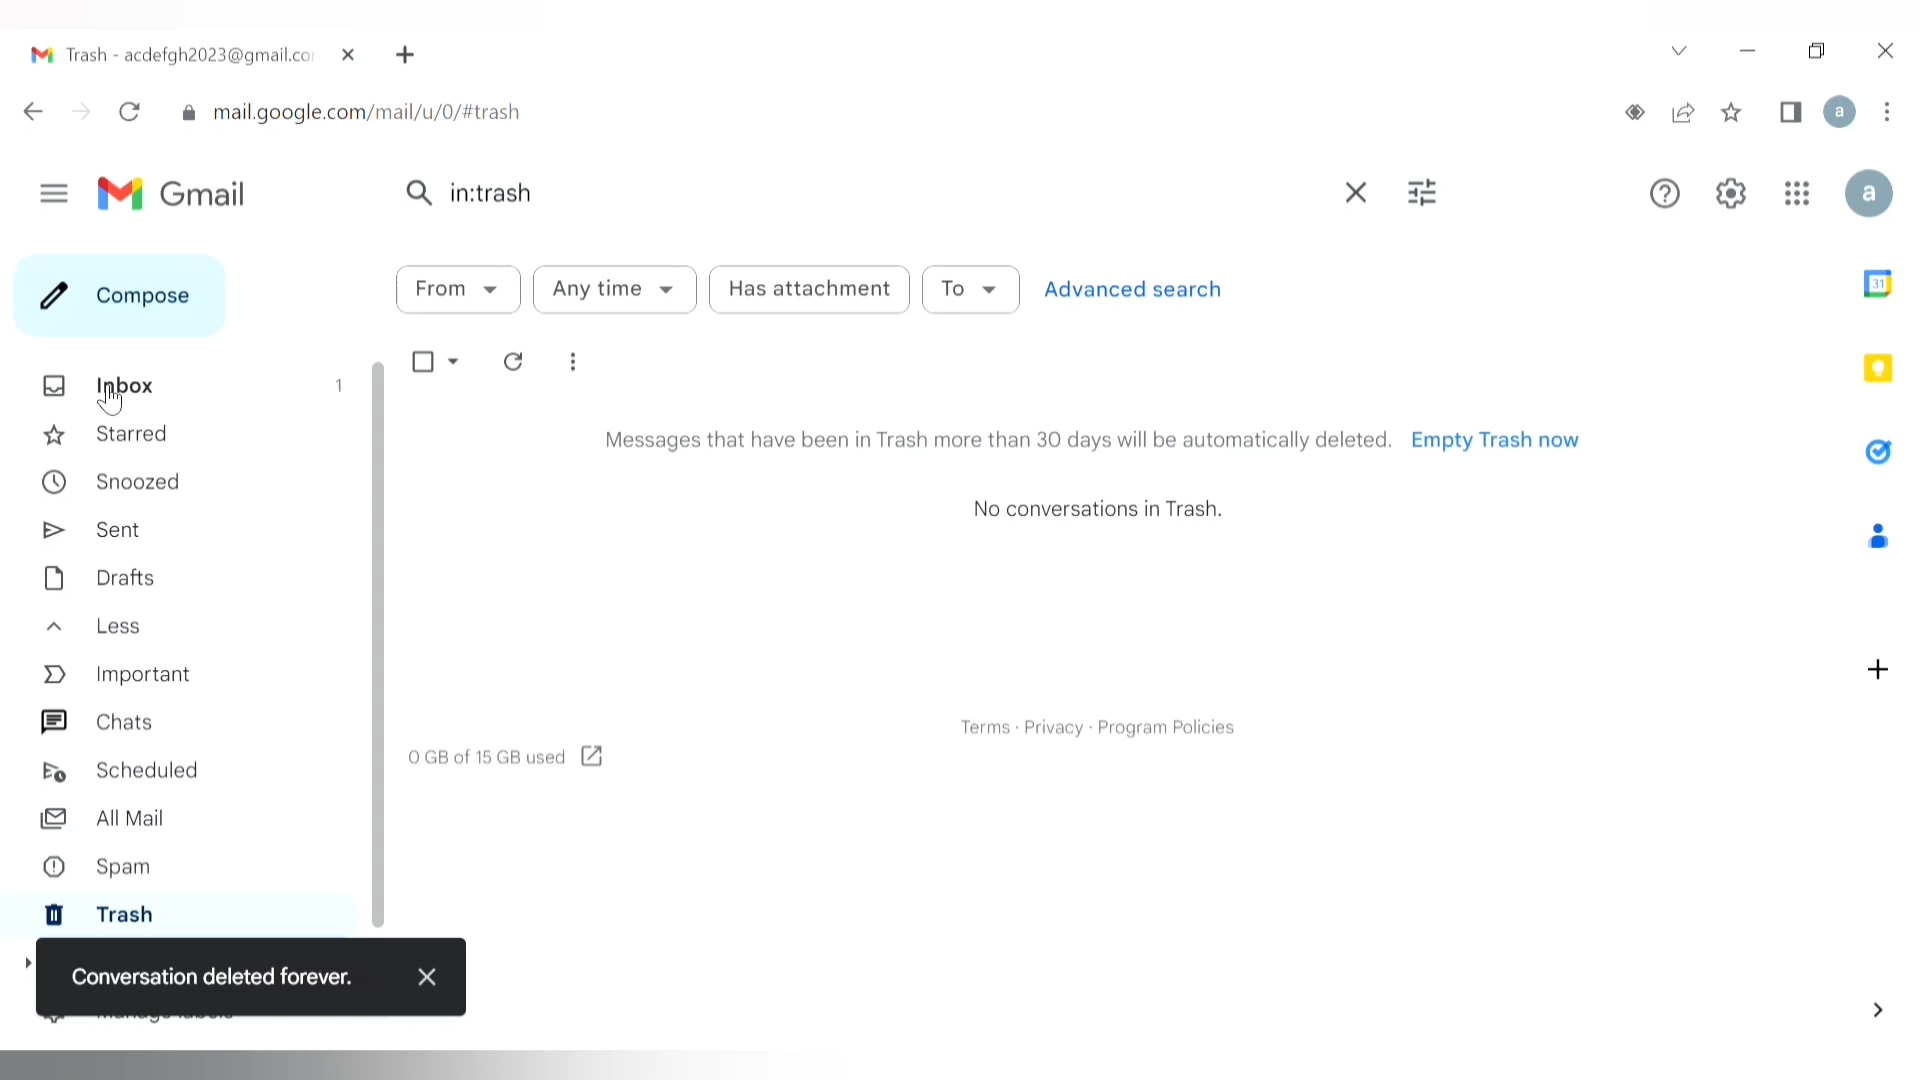 Trash - acdefgh2023@gmail.co
mail.google.com/mail/u/0/#trash
Gmail
in:trash
a
a
Compose
From
Any time
Has attachment
To
Advanced search
31
Inbox 1
Starred
Snoozed
Sent
Drafts
Less
Important
Chats
Scheduled
All Mail
Spam
Trash
Messages that have been in Trash more than 30 days will be automatically deleted. Empty Trash now
No conversations in Trash.
Terms · Privacy · Program Policies
0 GB of 15 GB used
Conversation deleted forever.